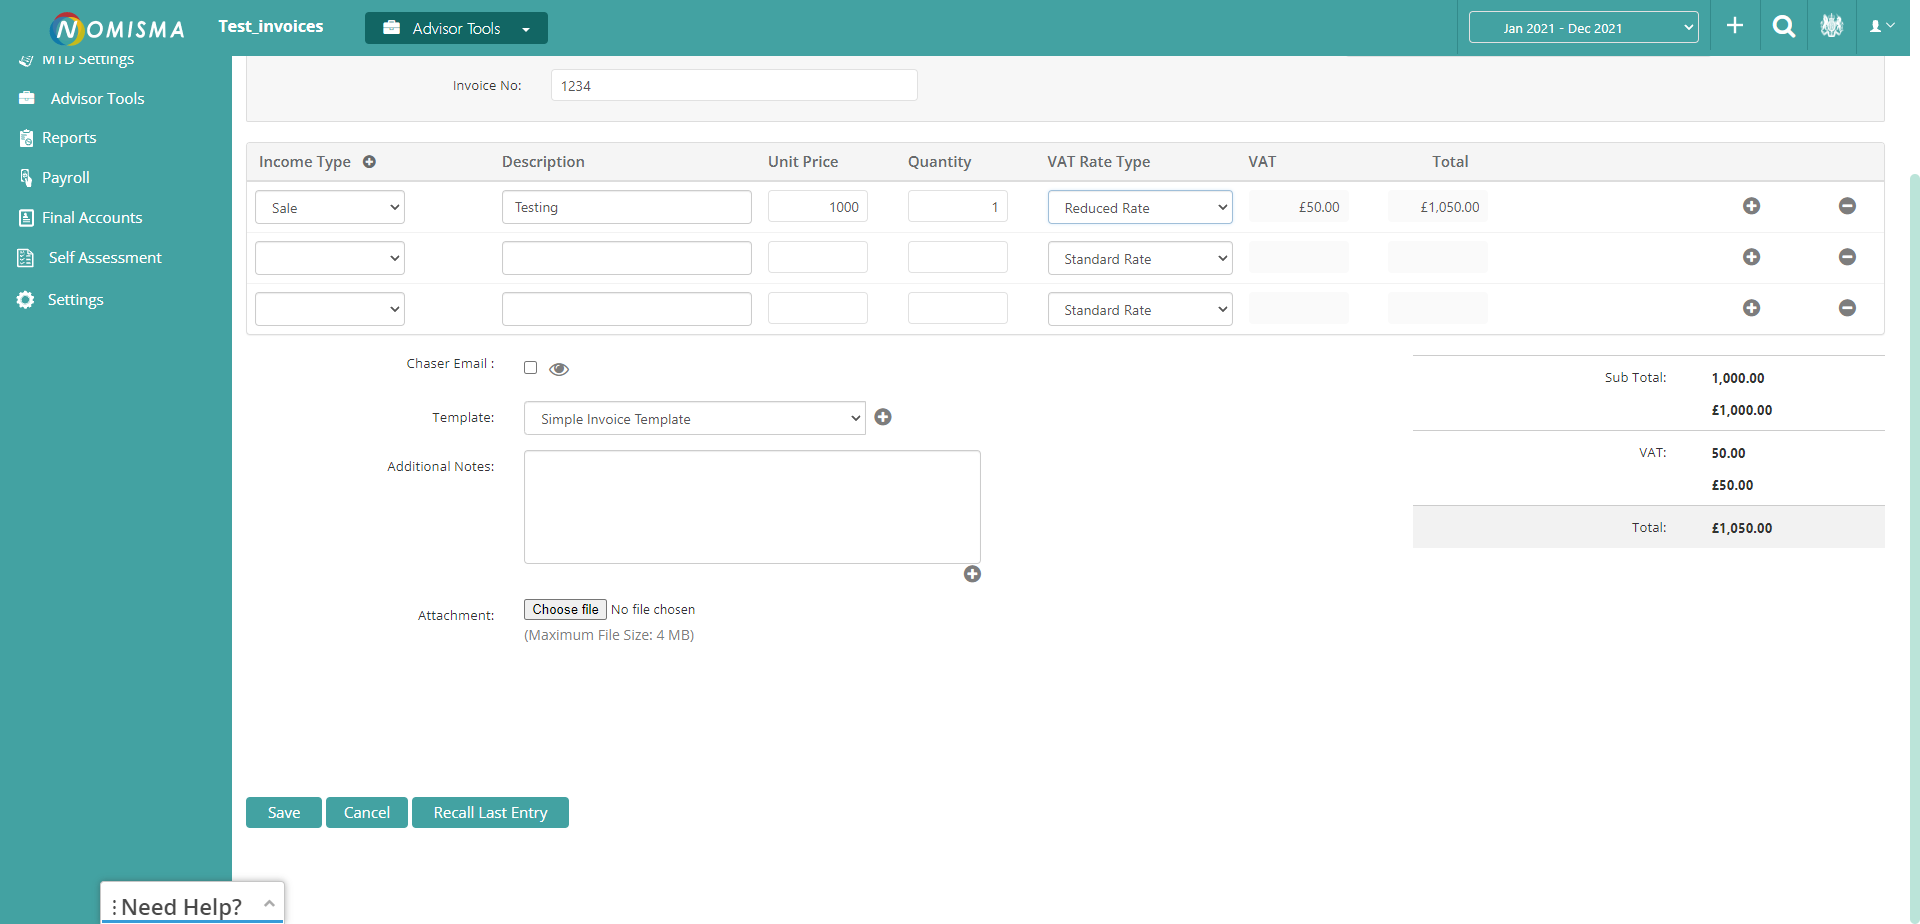 NOMISMA Test_invoices Advisor Tools Jan 2021 - Dec 2021
MTD Settings
Advisor Tools
Reports
Payroll
Final Accounts
Self Assessment
Settings
Invoice No: 1234
Income Type Description Unit Price Quantity VAT Rate Type VAT Total
Sale Testing 1000 1 Reduced Rate £50.00 £1,050.00
Standard Rate
Standard Rate
Chaser Email :
Template: Simple Invoice Template
Additional Notes:
Attachment: Choose file No file chosen
(Maximum File Size: 4 MB)
Sub Total: 1,000.00
£1,000.00
VAT: 50.00
£50.00
Total: £1,050.00
Save Cancel Recall Last Entry
Need Help?